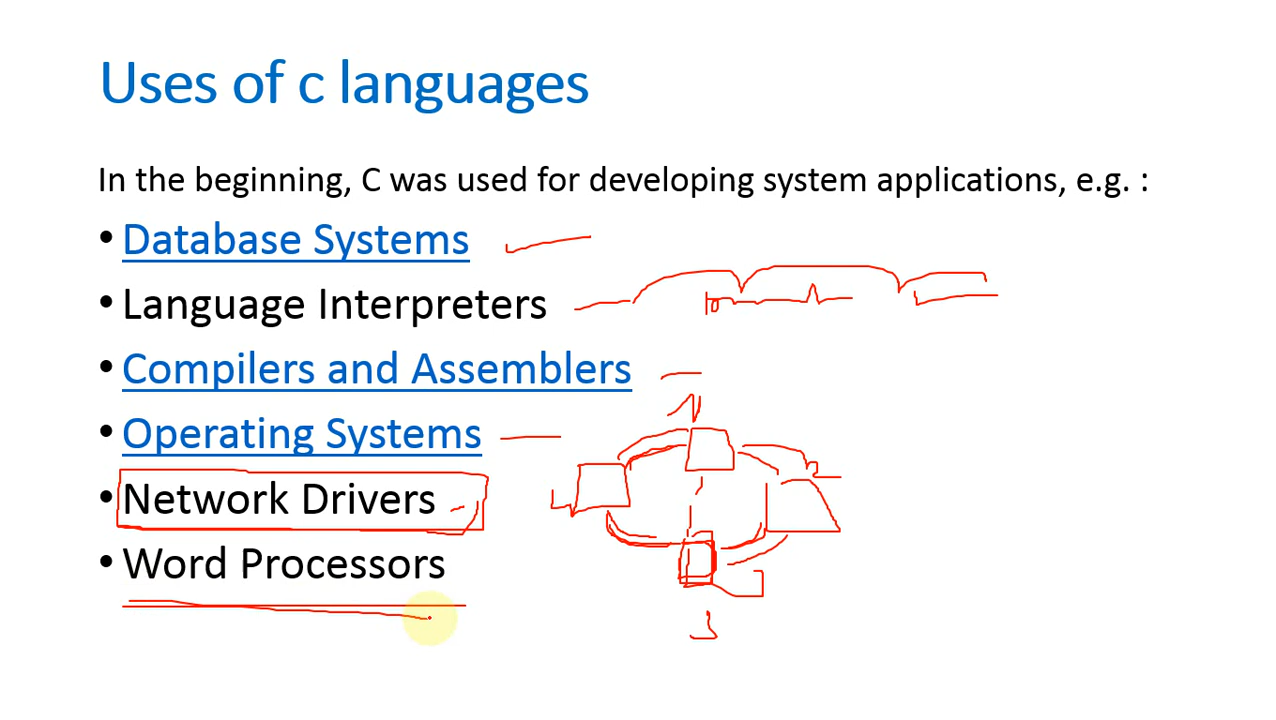 Uses of c languages
In the beginning, C was used for developing system applications, e.g. :
•Database Systems
•Language Interpreters
•Compilers and Assemblers
•Operating Systems
•Network Drivers
•Word Processors